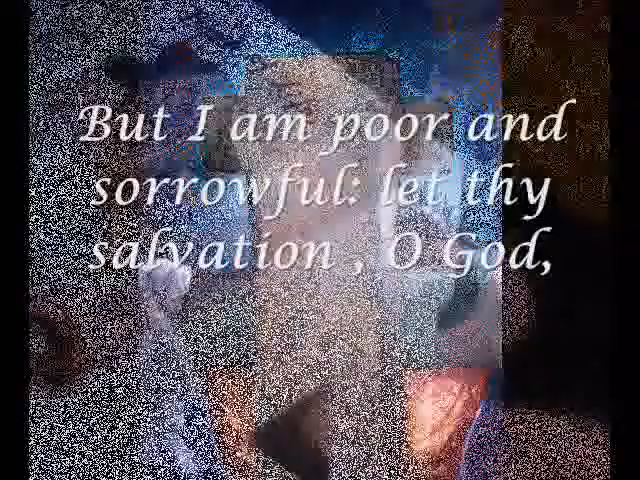 But I am poor and
sorrowful: let thy
salvation , O God,